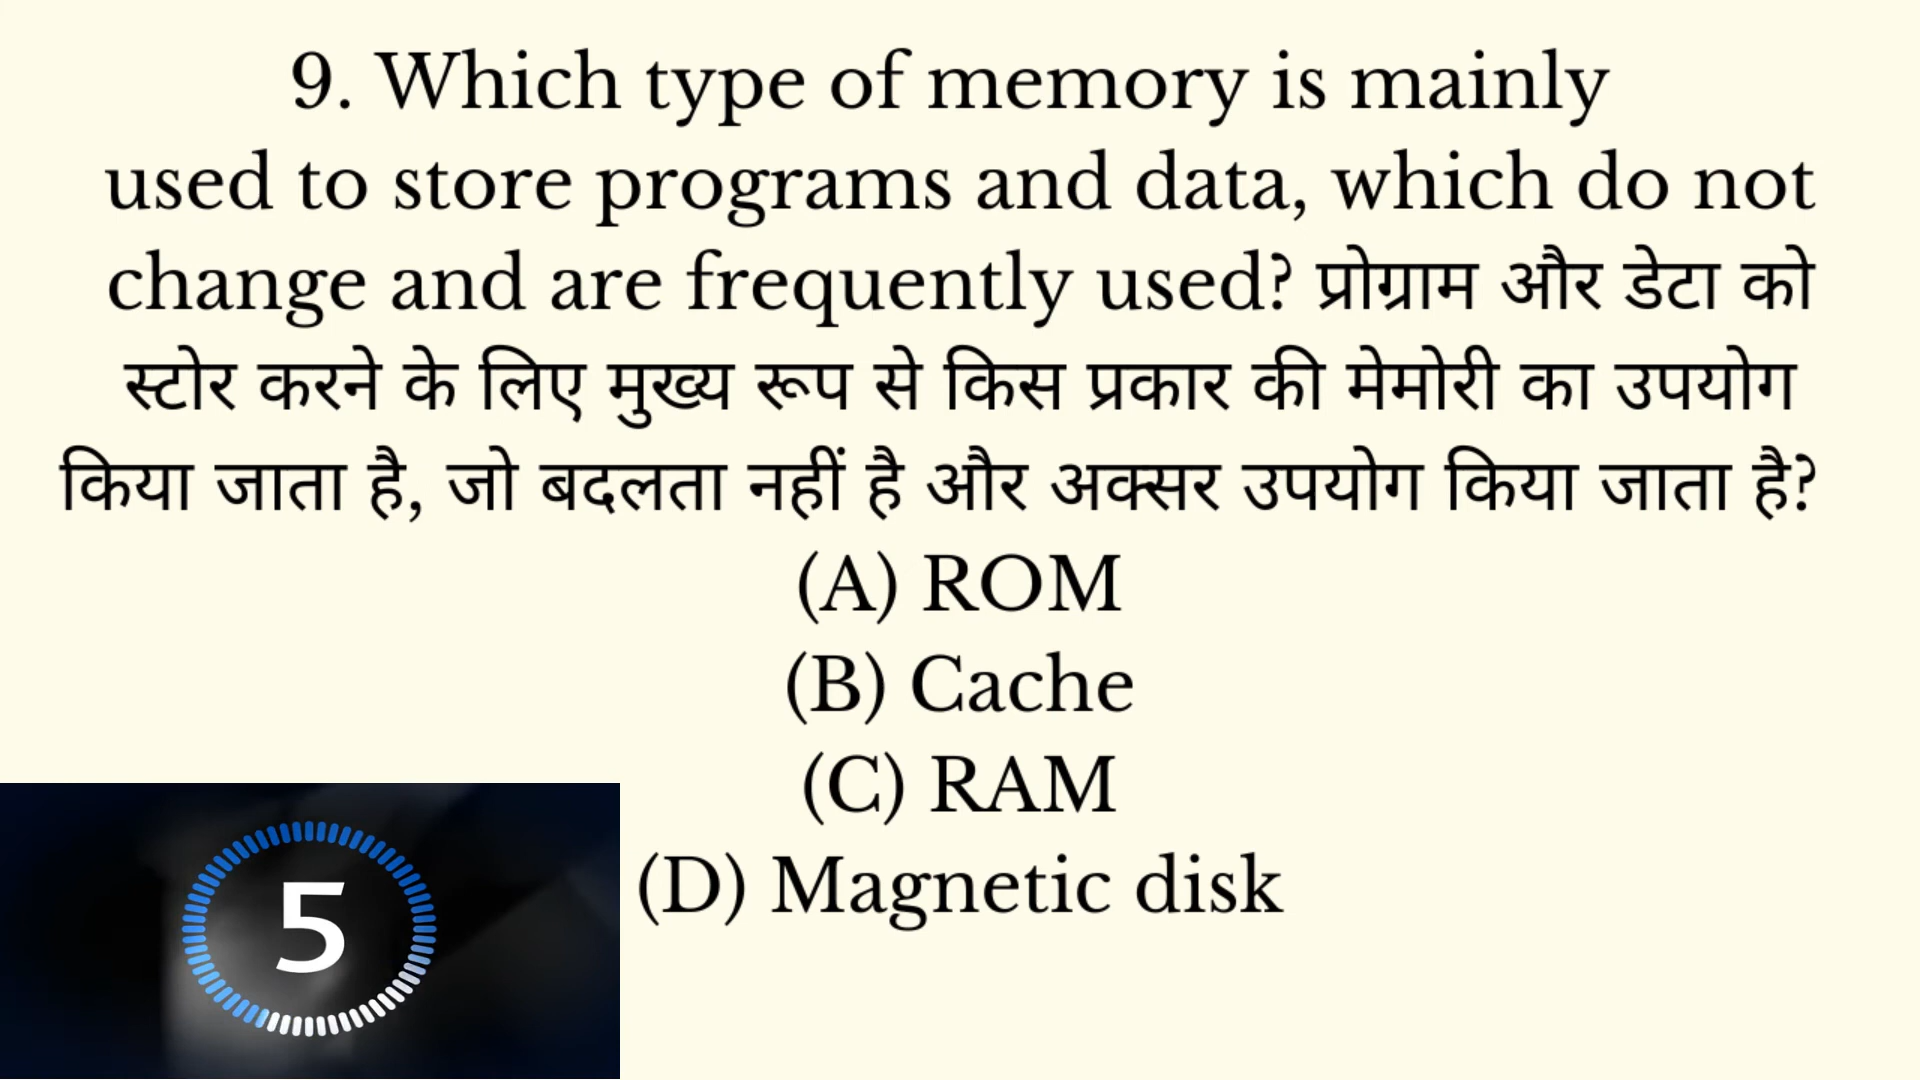 9. Which type of memory is mainly
used to store programs and data, which do not
change and are frequently used? प्रोग्राम और डेटा को
स्टोर करने के लिए मुख्य रूप से किस प्रकार की मेमोरी का उपयोग
किया जाता है, जो बदलता नहीं है और अक्सर उपयोग किया जाता है?
(A) ROM
(B) Cache
(C) RAM
(D) Magnetic disk
5